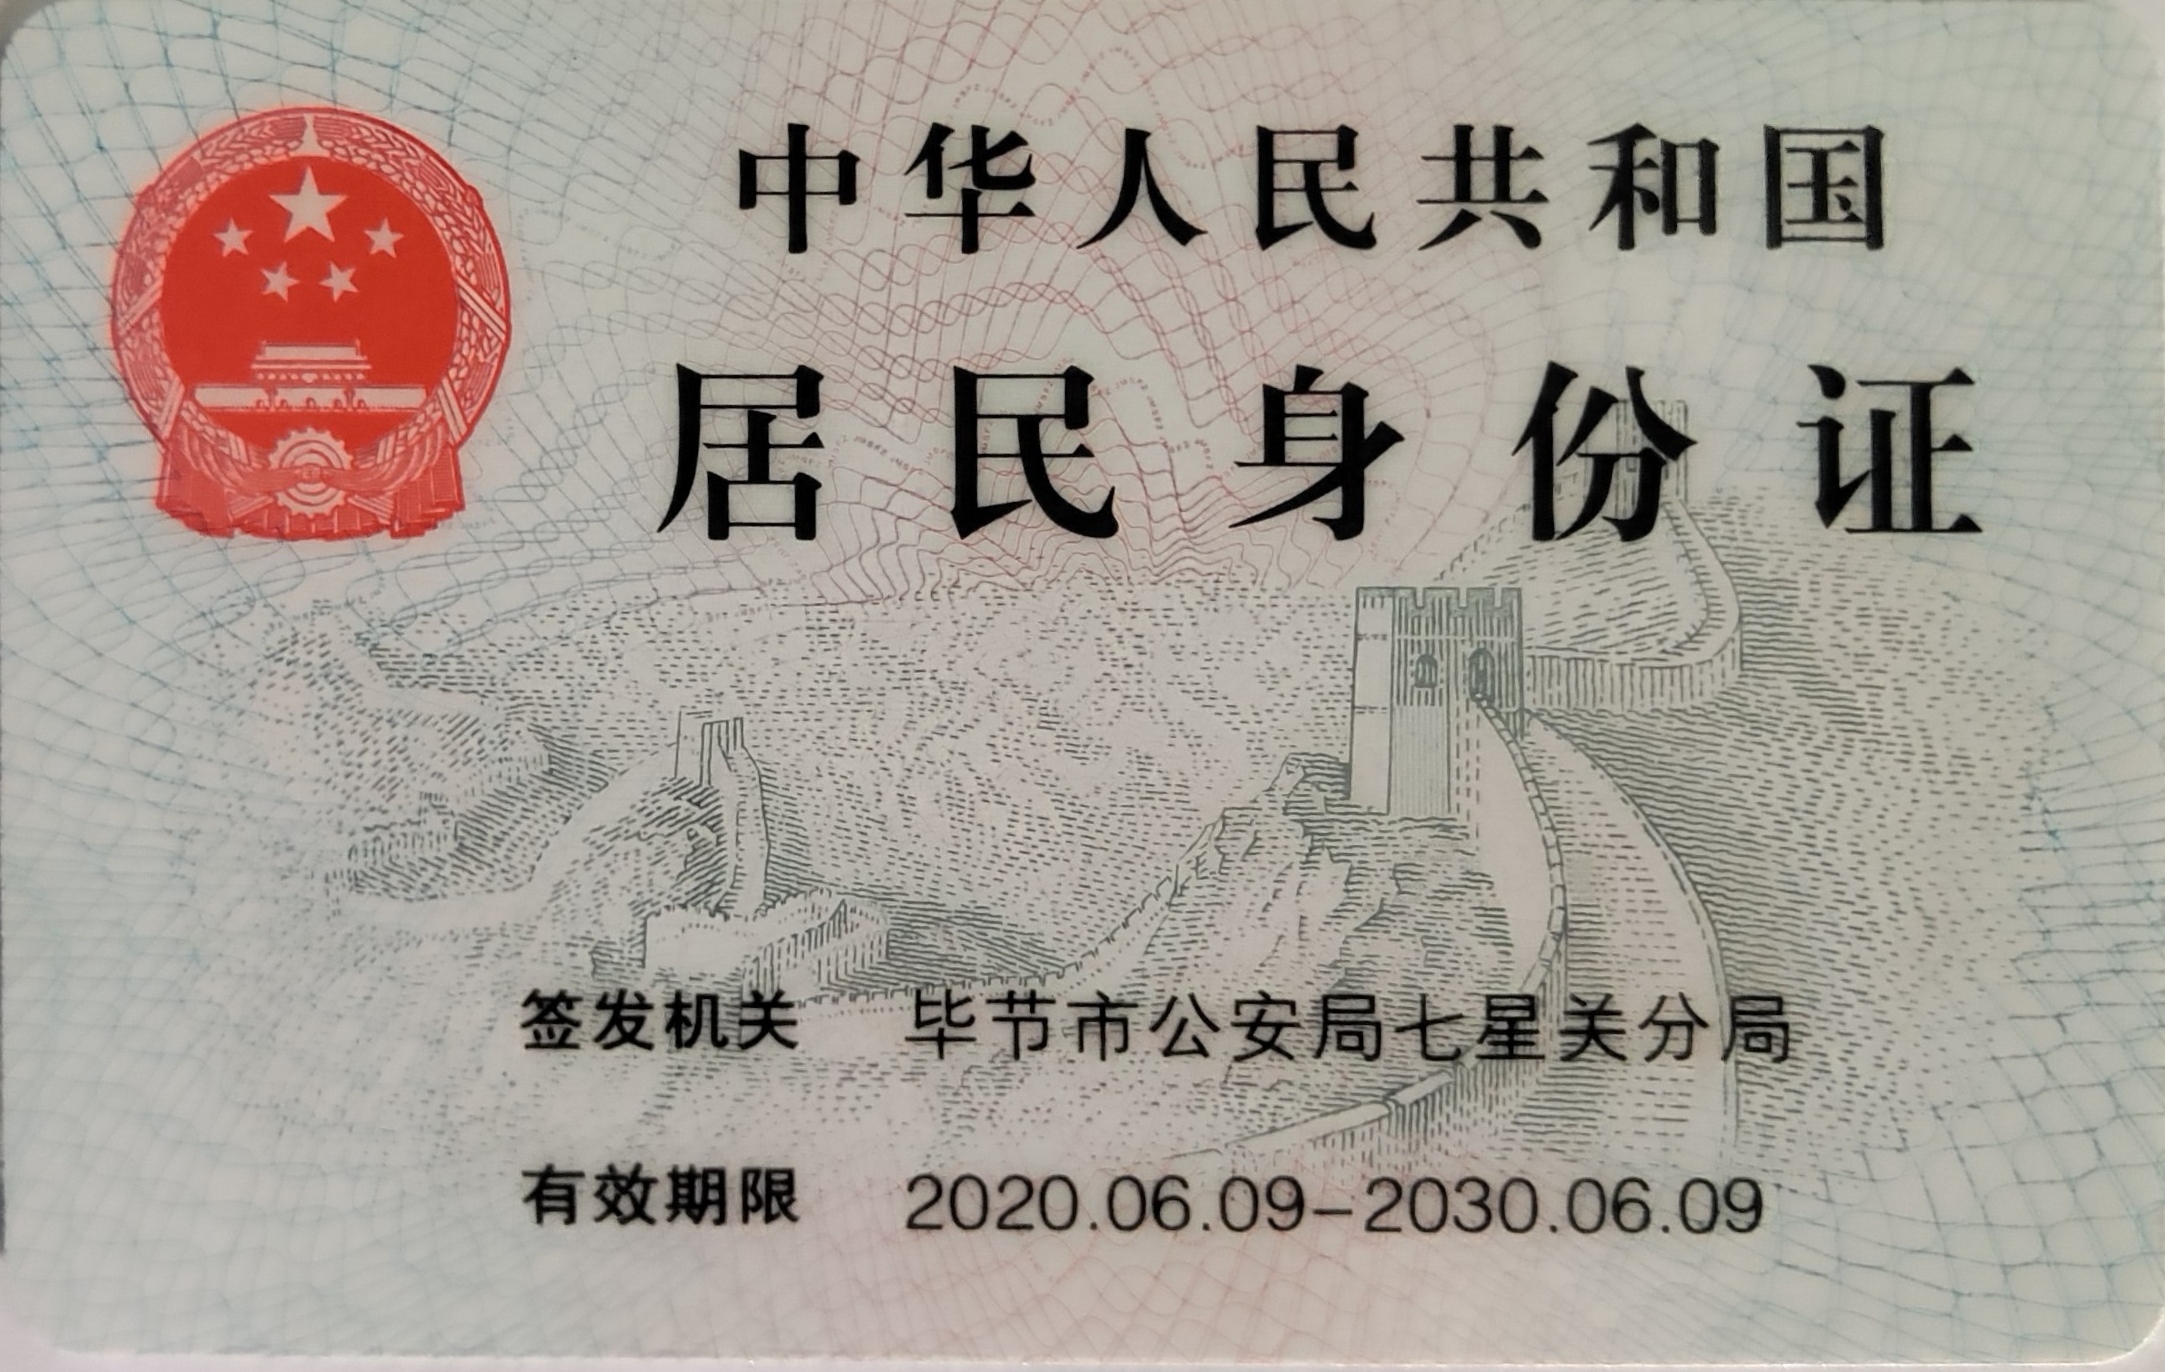 中华人民共和国
居民身份证
签发机关 毕节市公安局七星关分局
有效期限 2020.06.09-2030.06.09